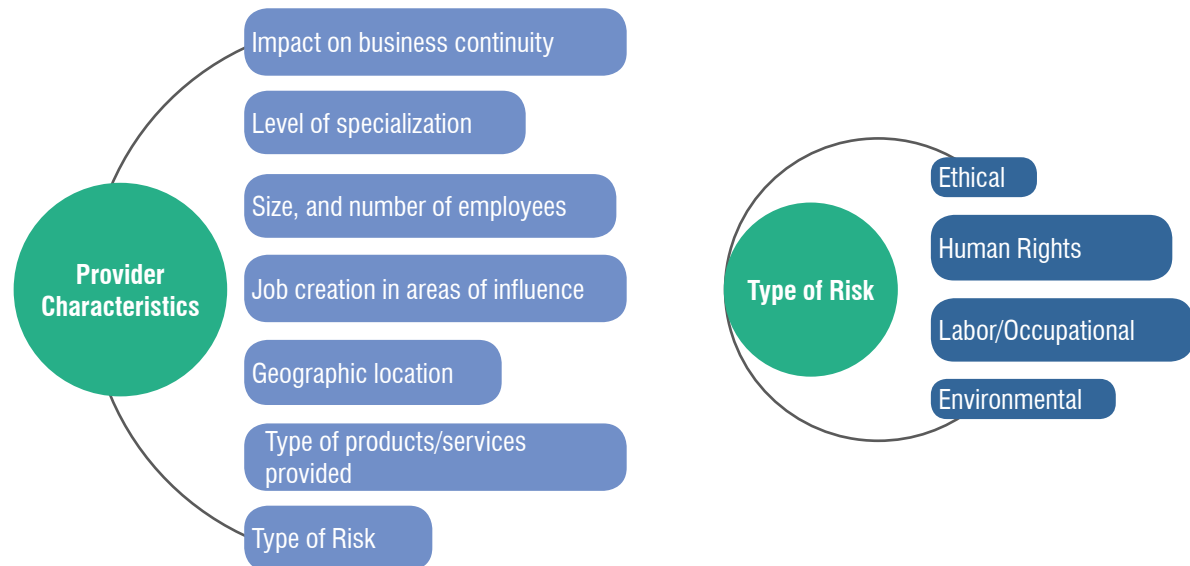 Provider
Characteristics
Impact on business continuity
Level of specialization
Size, and number of employees
Job creation in areas of influence
Geographic location
Type of products/services
provided
Type of Risk
Type of Risk
Ethical
Human Rights
Labor/Occupational
Environmental